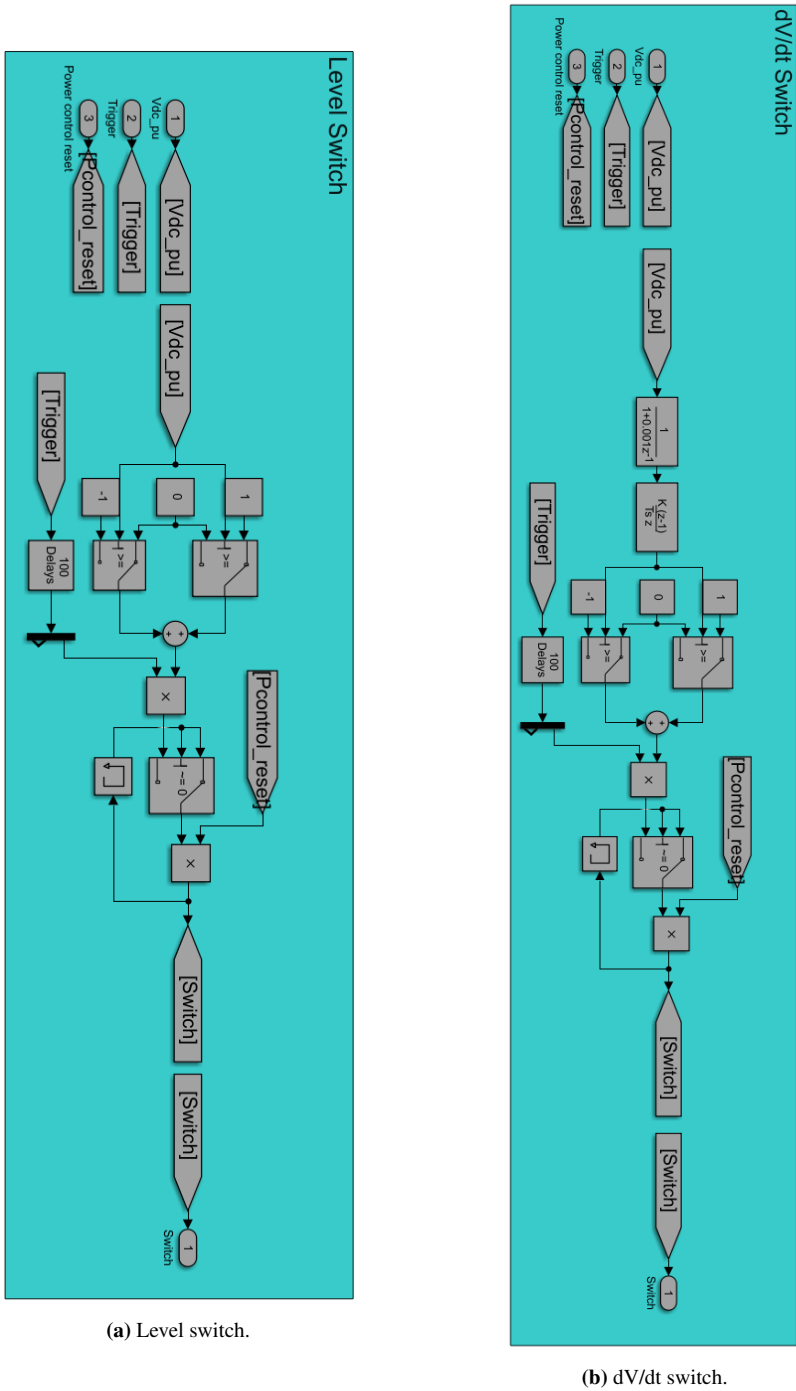 Level Switch
1
Vdc_pu
2
Trigger
3
Power control reset
[Vdc_pu]
[Trigger]
[Pcontrol_reset]
[Vdc_pu]
[Trigger]
1
0
-1
>=
>=
100
Delays
+
+
×
[Pcontrol_reset]
~= 0
×
[Switch]
[Switch]
1
Switch
(a) Level switch.
dV/dt Switch
1
Vdc_pu
2
Trigger
3
Power control reset
[Vdc_pu]
[Trigger]
[Pcontrol_reset]
[Vdc_pu]
1
1+0.001z-1
K (z-1)
Ts z
[Trigger]
1
0
-1
>=
>=
100
Delays
+
+
×
[Pcontrol_reset]
~= 0
×
[Switch]
[Switch]
1
Switch
(b) dV/dt switch.